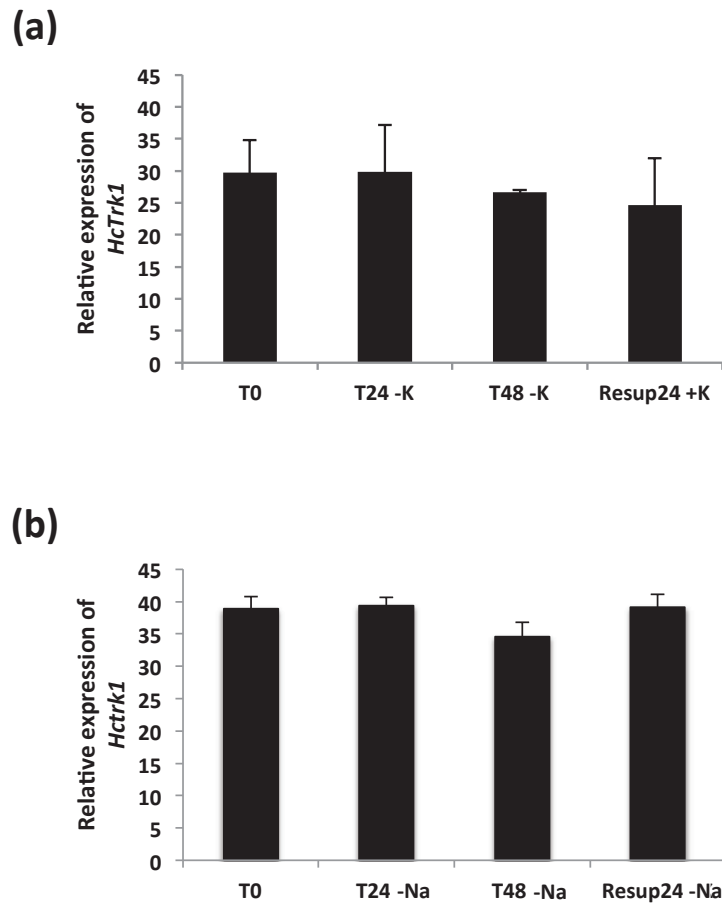 (a)
Relative expression of
HcTrk1
45
40
35
30
25
20
15
10
5
0
T0 T24 -K T48 -K Resup24 +K
(b)
Relative expression of
Hctrk1
45
40
35
30
25
20
15
10
5
0
T0 T24 -Na T48 -Na Resup24 -Na